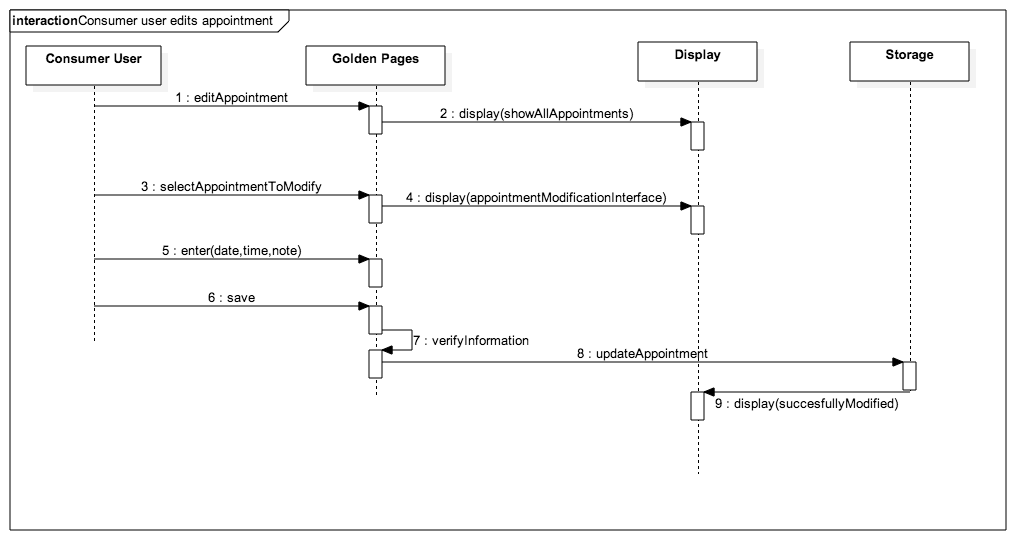 interactionConsumer user edits appointment
Consumer User
Golden Pages
Display
Storage
1 : editAppointment
2 : display(showAllAppointments)
3 : selectAppointmentToModify
4 : display(appointmentModificationInterface)
5 : enter(date,time,note)
6 : save
7 : verifyInformation
8 : updateAppointment
9 : display(succesfullyModified)